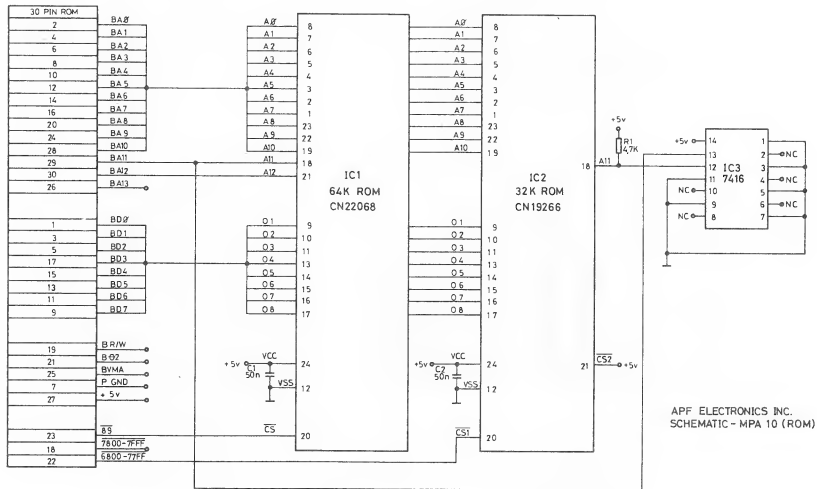 30 PIN ROM
2 BA0
4 BA1
6 BA2
8 BA3
10 BA4
12 BA5
14 BA6
16 BA7
20 BA8
24 BA9
28 BA10
29 BA11
30 BA12
26 BA13
1 BD0
3 BD1
5 BD2
17 BD3
15 BD4
13 BD5
11 BD6
9 BD7
19 BR/W
21 BΘ2
25 BVMA
7 P GND
27 + 5v
23 89
18 7800-7FFF
22 6800-77FF
A0 8
A1 7
A2 6
A3 5
A4 4
A5 3
A6 2
A7 1
A8 23
A9 22
A10 19
A11 18
A12 21
IC1
64K ROM
CN22068
O1 9
O2 10
O3 11
O4 13
O5 14
O6 15
O7 16
O8 17
+5v VCC 24
C1
50n
VSS 12
CS 20
A0 8
A1 7
A2 6
A3 5
A4 4
A5 3
A6 2
A7 1
A8 23
A9 22
A10 19
IC2
32K ROM
CN19266
O1 9
O2 10
O3 11
O4 13
O5 14
O6 15
O7 16
O8 17
+5v VCC 24
C2
50n
VSS 12
CS1 20
18 A11
21 CS2 +5v
+5v
R1
4,7K
+5v 14
13
12
11
NC 10
9
NC 8
IC3
7416
1
2 NC
3
4 NC
5
6 NC
7
APF ELECTRONICS INC.
SCHEMATIC - MPA 10 (ROM)